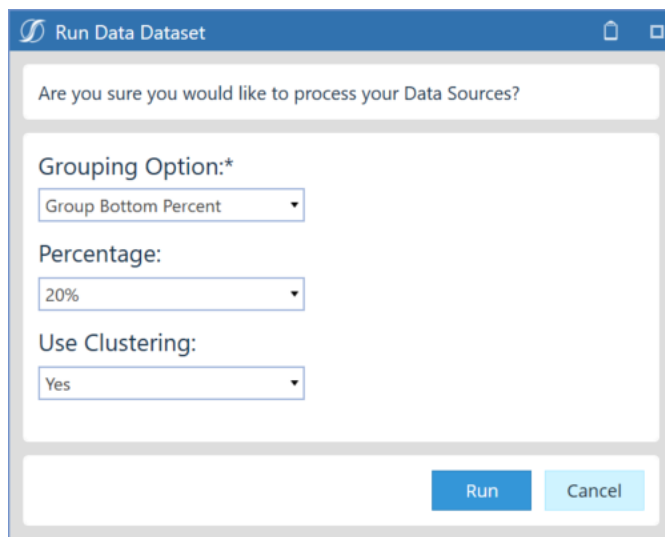 Run Data Dataset
Are you sure you would like to process your Data Sources?
Grouping Option:*
Group Bottom Percent
Percentage:
20%
Use Clustering:
Yes
Run Cancel